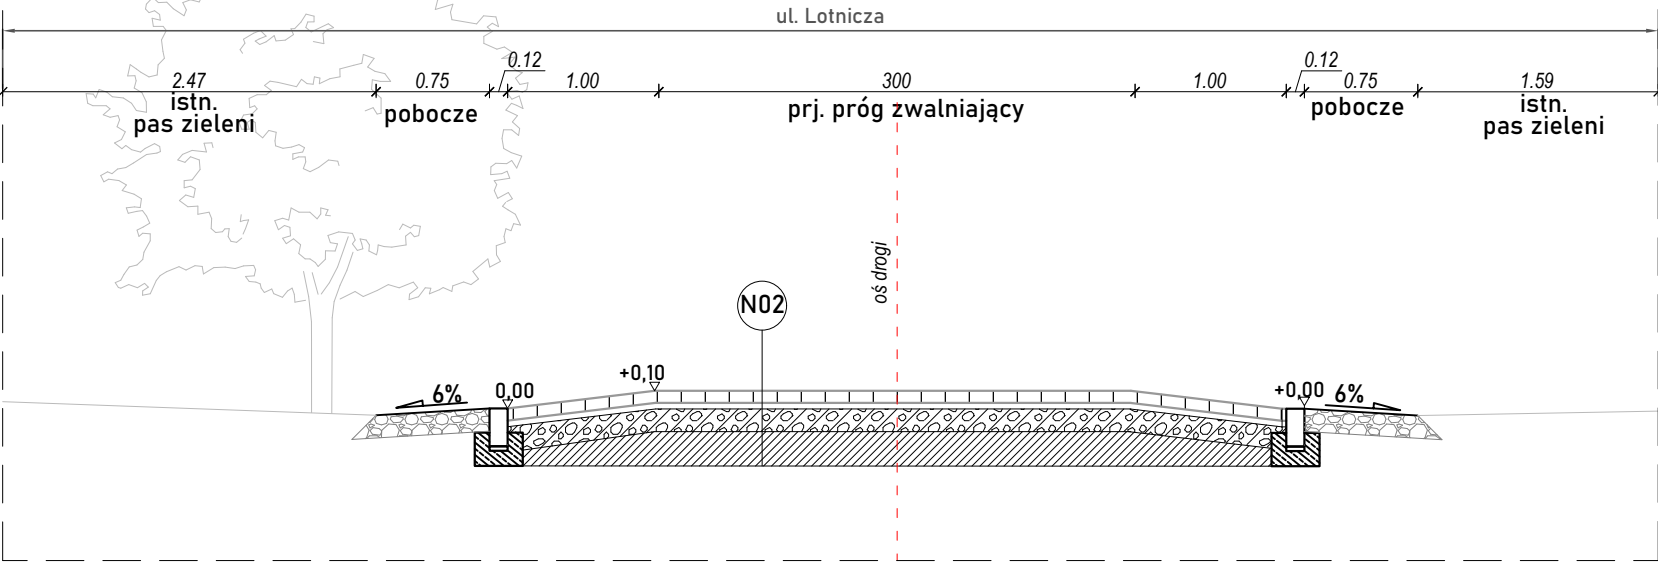 ul. Lotnicza
0.12
0.12
2.47
0.75
1.00
300
1.00
0.75
1.59
istn.
pas zieleni
pobocze
prj. próg zwalniający
pobocze
istn.
pas zieleni
oś drogi
N02
+0,10
6%
0,00
+0,00
6%